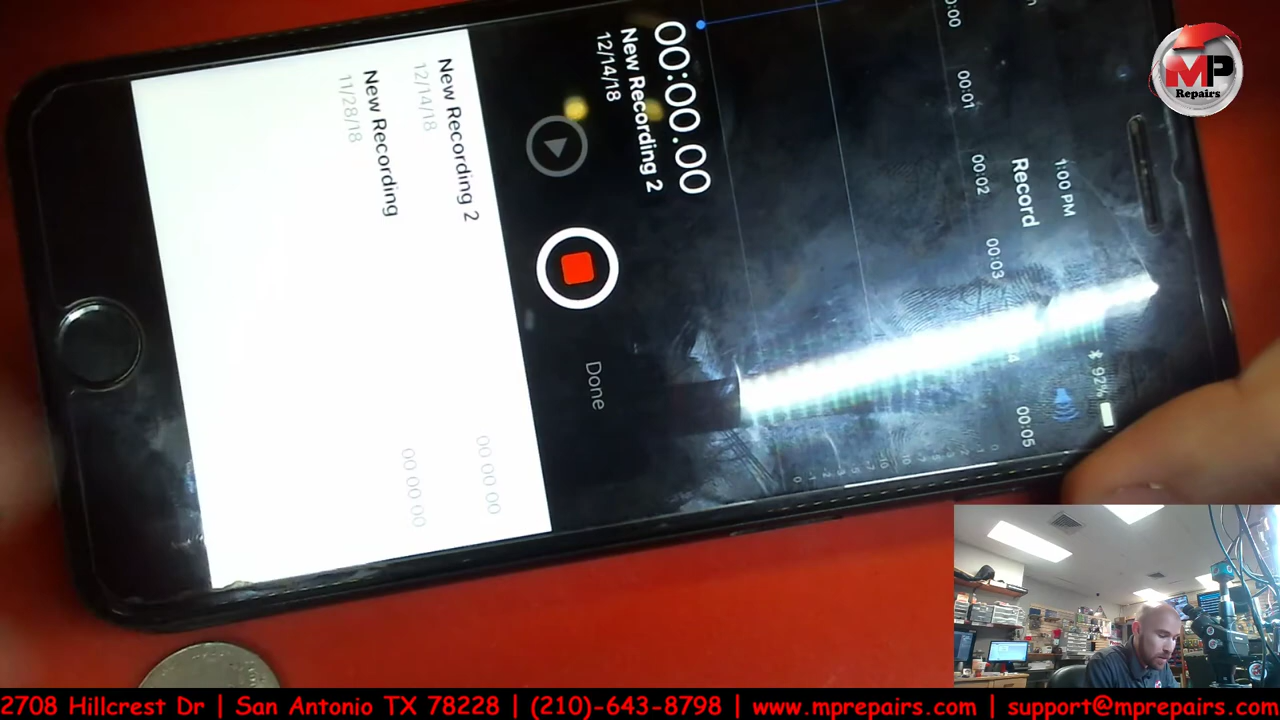 1:00 PM
92%
Record
00:00
00:01
00:02
00:03
00:05
00:00.00
New Recording 2
12/14/18
Done
New Recording 2
12/14/18
00 00 00
New Recording
11/28/18
00 00 00
MP
Repairs
2708 Hillcrest Dr | San Antonio TX 78228 | (210)-643-8798 | www.mprepairs.com | support@mprepairs.com